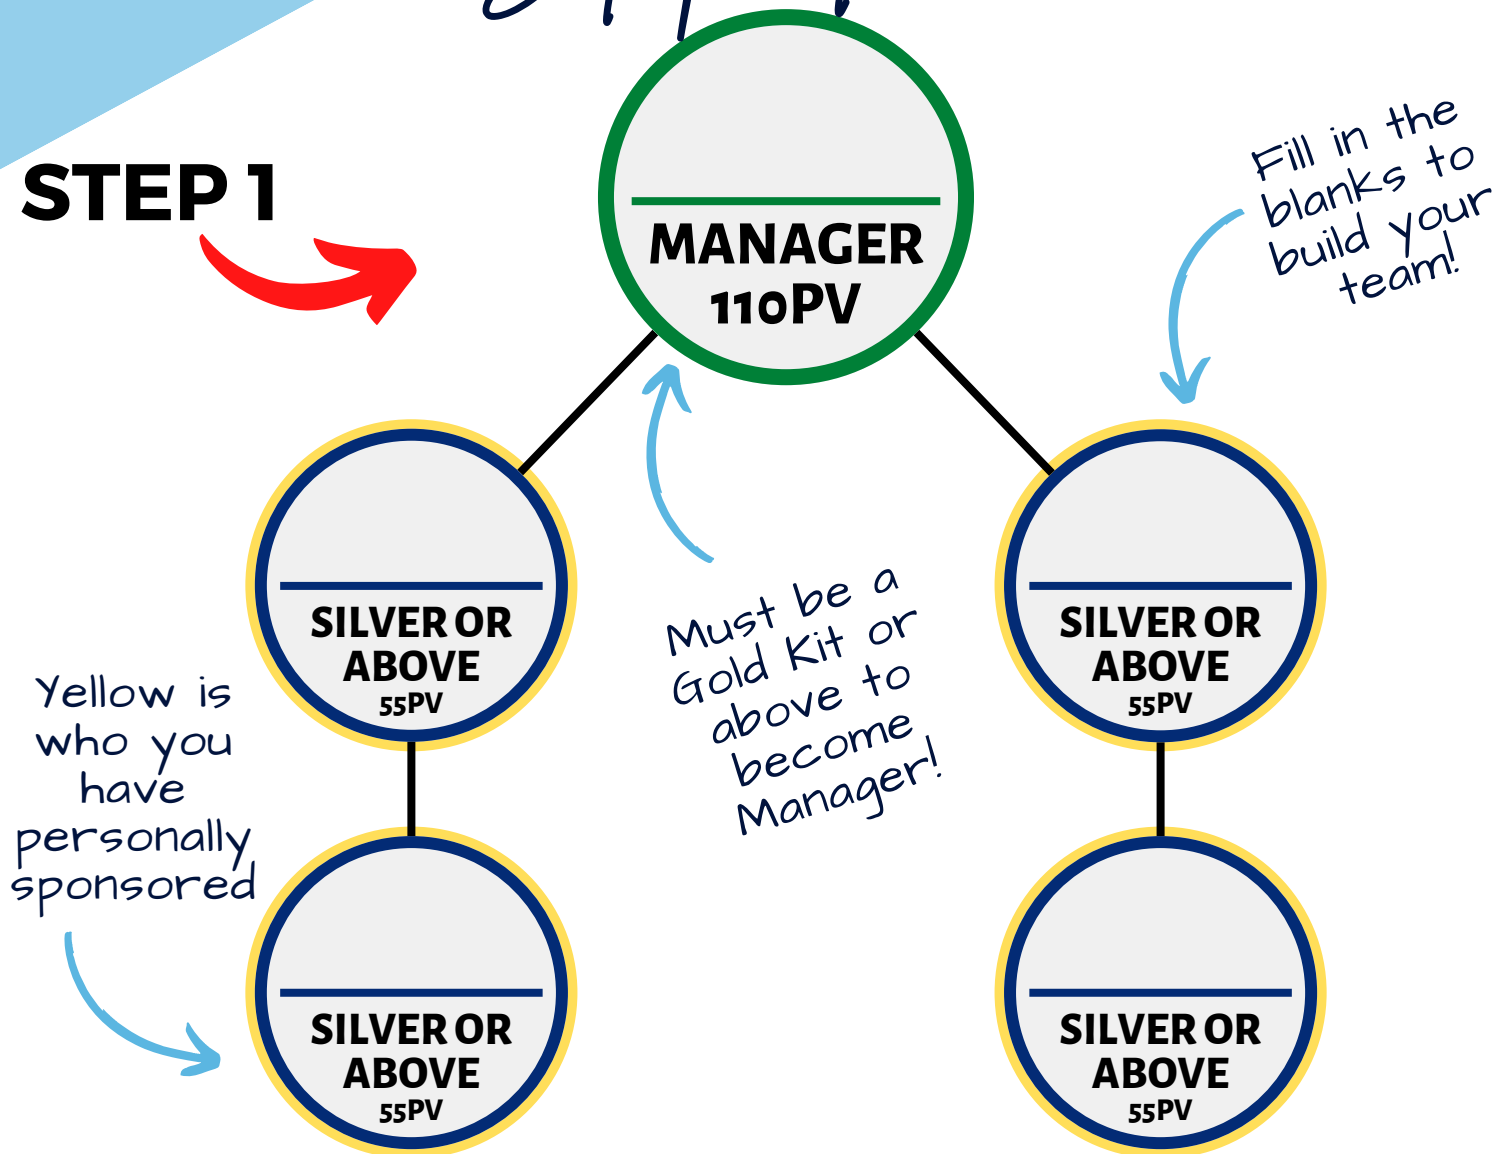 STEP 1
MANAGER
110PV
Fill in the
blanks to
build your
team!
SILVER OR
ABOVE
55PV
Must be a
Gold Kit or
above to
become
Manager!
SILVER OR
ABOVE
55PV
Yellow is
who you
have
personally
sponsored
SILVER OR
ABOVE
55PV
SILVER OR
ABOVE
55PV